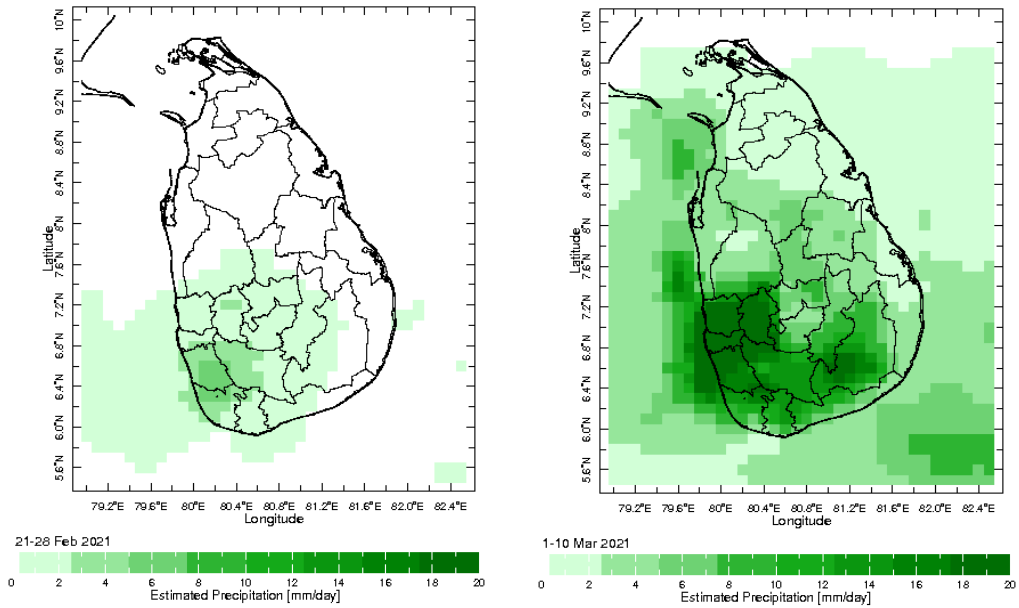 10°N
9.6°N
9.2°N
8.8°N
8.4°N
8°N
7.6°N
7.2°N
6.8°N
6.4°N
6.0°N
5.6°N
Latitude
79.2°E 79.6°E 80°E 80.4°E 80.8°E 81.2°E 81.6°E 82.0°E 82.4°E
Longitude
21-28 Feb 2021
0 2 4 6 8 10 12 14 16 18 20
Estimated Precipitation [mm/day]
10°N
9.6°N
9.2°N
8.8°N
8.4°N
8°N
7.6°N
7.2°N
6.8°N
6.4°N
6.0°N
5.6°N
Latitude
79.2°E 79.6°E 80°E 80.4°E 80.8°E 81.2°E 81.6°E 82.0°E 82.4°E
Longitude
1-10 Mar 2021
0 2 4 6 8 10 12 14 16 18 20
Estimated Precipitation [mm/day]